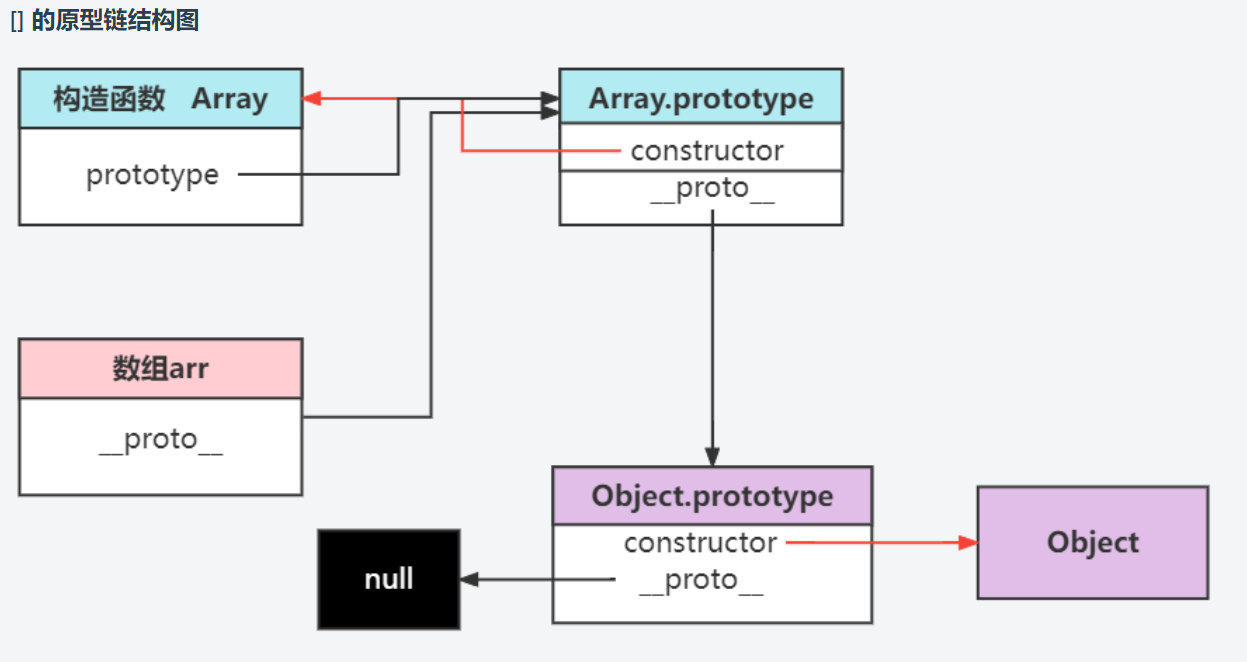 [] 的原型链结构图
构造函数 Array
prototype
Array.prototype
constructor
__proto__
数组arr
__proto__
Object.prototype
constructor
__proto__
null
Object